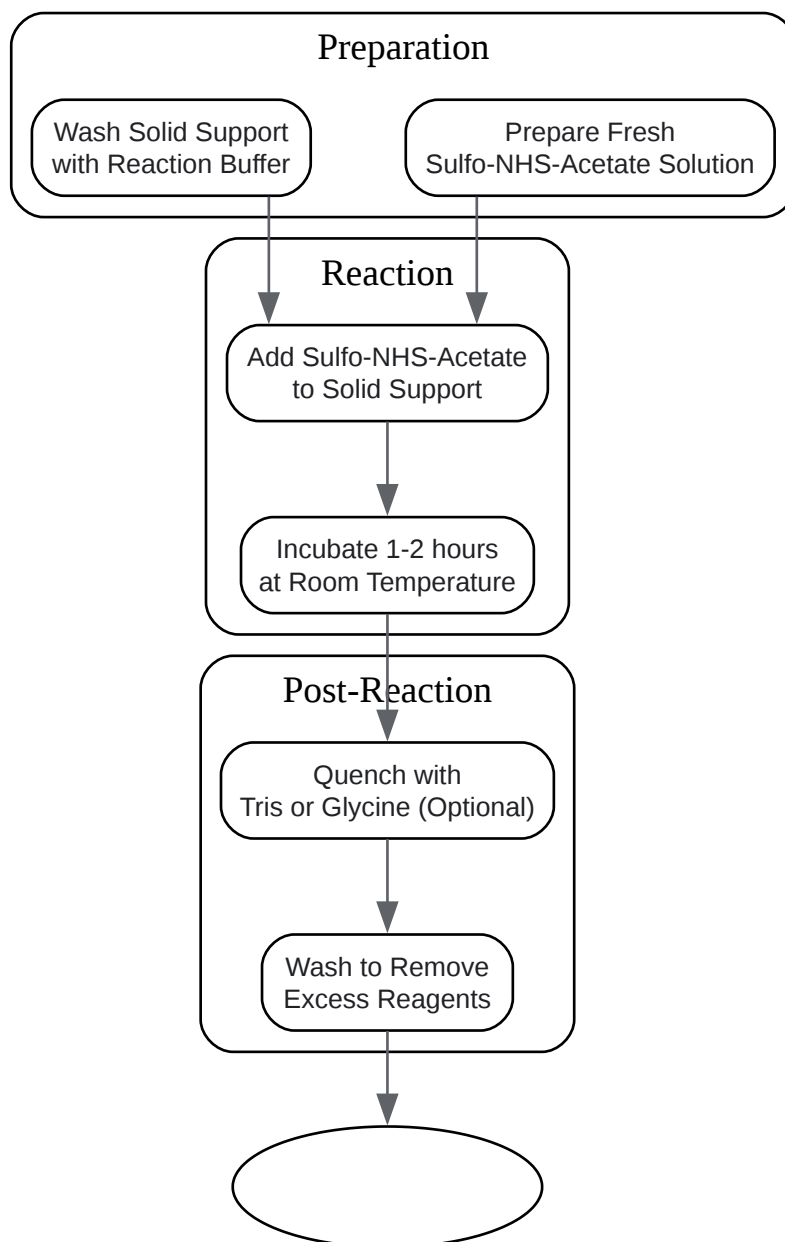 Preparation
Wash Solid Support
with Reaction Buffer
Prepare Fresh
Sulfo-NHS-Acetate Solution
Reaction
Add Sulfo-NHS-Acetate
to Solid Support
Incubate 1-2 hours
at Room Temperature
Post-Reaction
Quench with
Tris or Glycine (Optional)
Wash to Remove
Excess Reagents